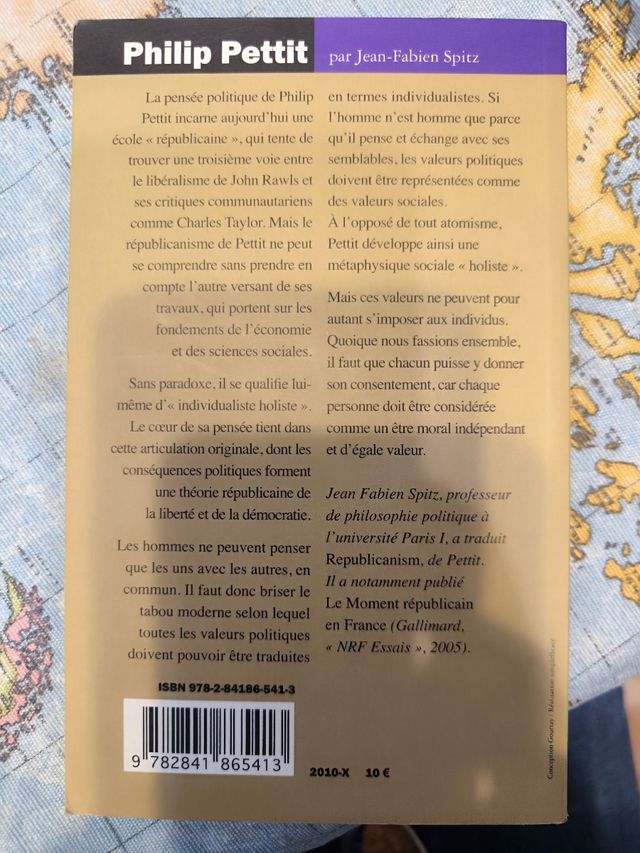 Philip Pettit
par Jean-Fabien Spitz
La pensée politique de Philip
Pettit incarne aujourd'hui une
école « républicaine », qui tente de
trouver une troisième voie entre
le libéralisme de John Rawls et
ses critiques communautariens
comme Charles Taylor. Mais le
républicanisme de Pettit ne peut
se comprendre sans prendre en
compte l'autre versant de ses
travaux, qui portent sur les
fondements de l'économie
et des sciences sociales.
Sans paradoxe, il se qualifie lui-
même d'« individualiste holiste ».
Le cœur de sa pensée tient dans
cette articulation originale, dont les
conséquences politiques forment
une théorie républicaine de
la liberté et de la démocratie.
Les hommes ne peuvent penser
que les uns avec les autres, en
commun. Il faut donc briser le
tabou moderne selon lequel
toutes les valeurs politiques
doivent pouvoir être traduites
en termes individualistes. Si
l'homme n'est homme que parce
qu'il pense et échange avec ses
semblables, les valeurs politiques
doivent être représentées comme
des valeurs sociales.
À l'opposé de tout atomisme,
Pettit développe ainsi une
métaphysique sociale « holiste ».
Mais ces valeurs ne peuvent pour
autant s'imposer aux individus.
Quoique nous fassions ensemble,
il faut que chacun puisse y donner
son consentement, car chaque
personne doit être considérée
comme un être moral indépendant
et d'égale valeur.
Jean Fabien Spitz, professeur
de philosophie politique à
l'université Paris I, a traduit
Republicanism, de Pettit.
Il a notamment publié
Le Moment républicain
en France (Gallimard,
« NRF Essais », 2005).
ISBN 978-2-84186-541-3
9 782841 865413
2010-X 10 €
Conception Gourtay / Réalisation